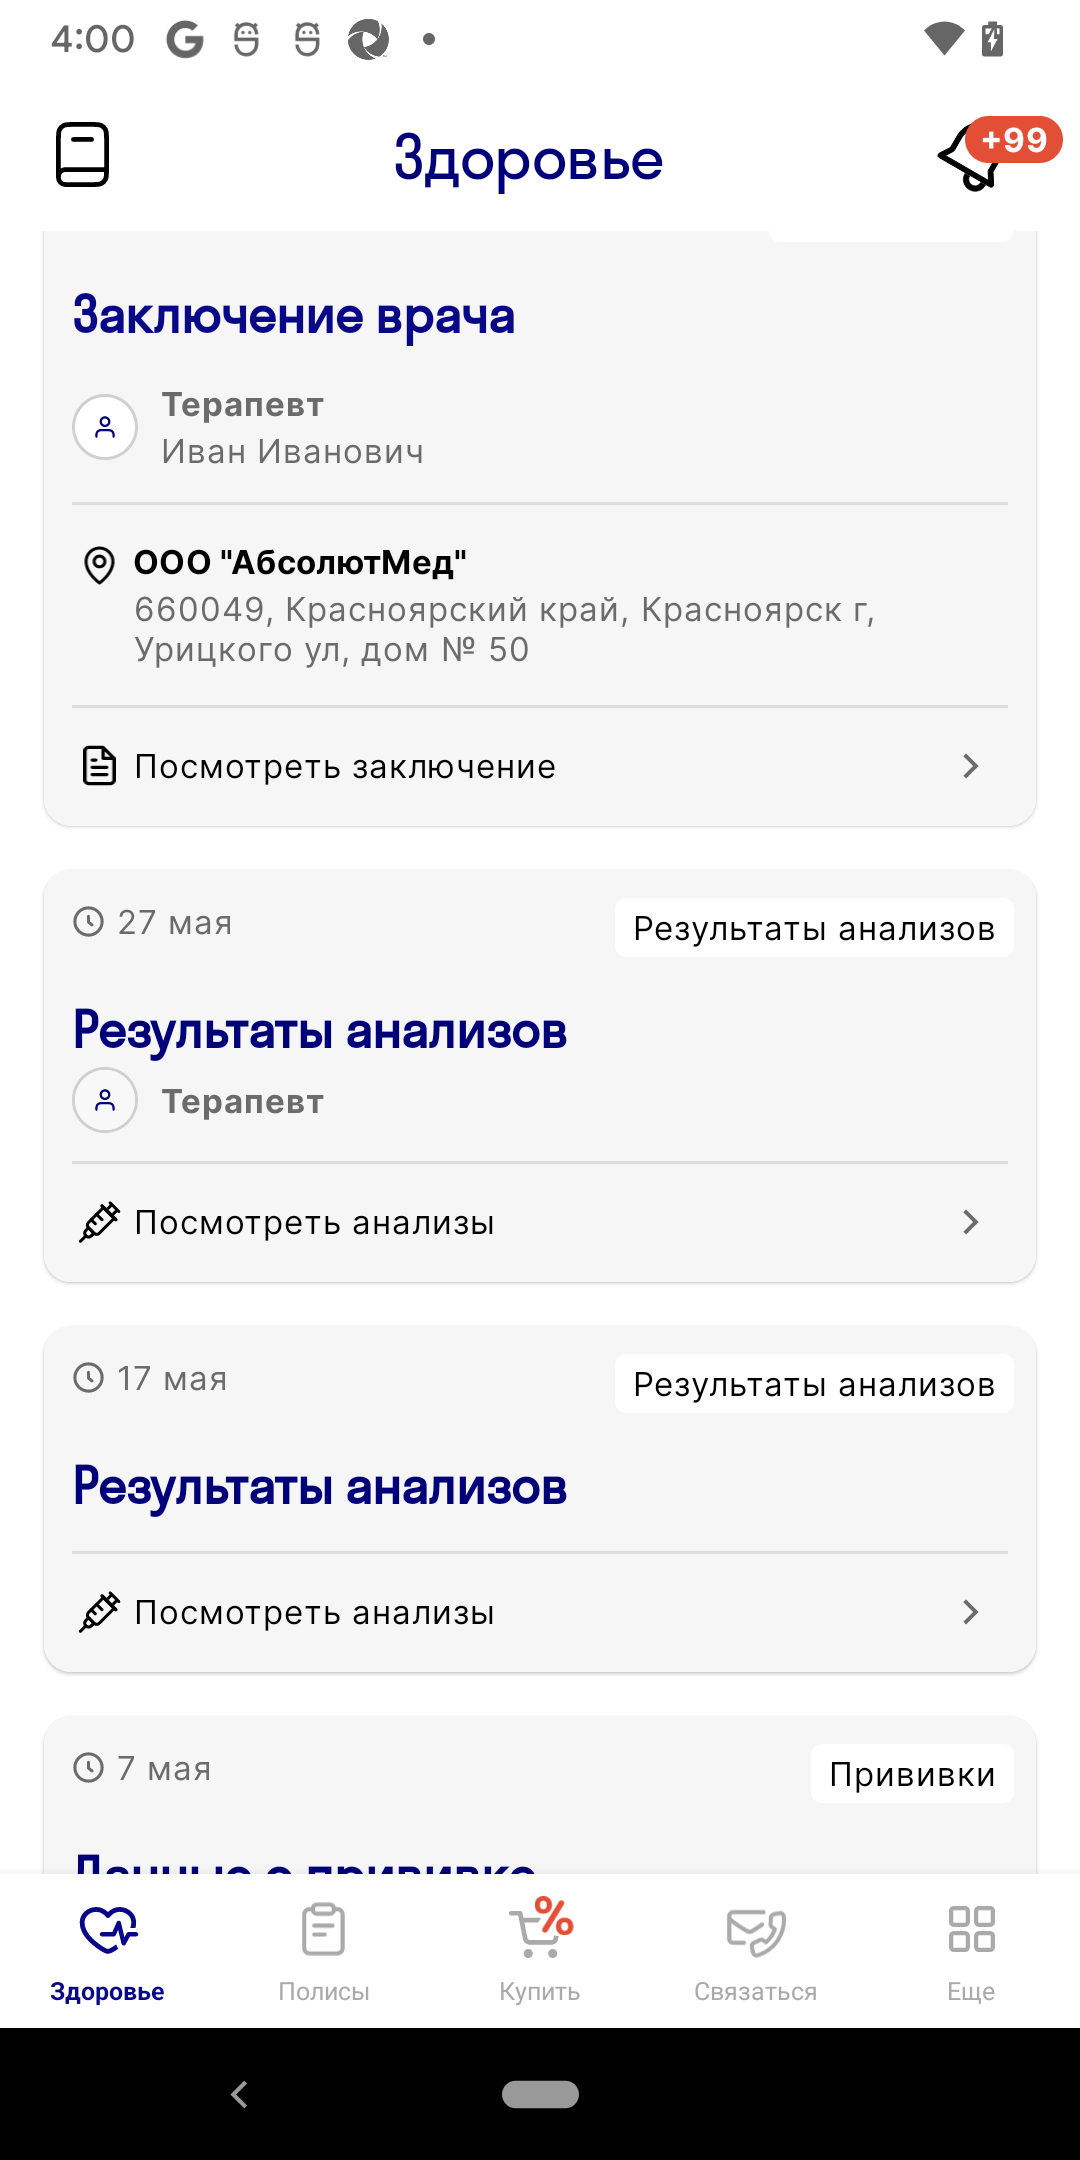 4:00
Здоровье
+99
Заключение врача
Терапевт
Иван Иванович
ООО "АбсолютМед"
660049, Красноярский край, Красноярск г,
Урицкого ул, дом № 50
Посмотреть заключение
27 мая
Результаты анализов
Результаты анализов
Терапевт
Посмотреть анализы
17 мая
Результаты анализов
Результаты анализов
Посмотреть анализы
7 мая
Прививки
Данные о прививке
Здоровье
Полисы
Купить
Связаться
Еще